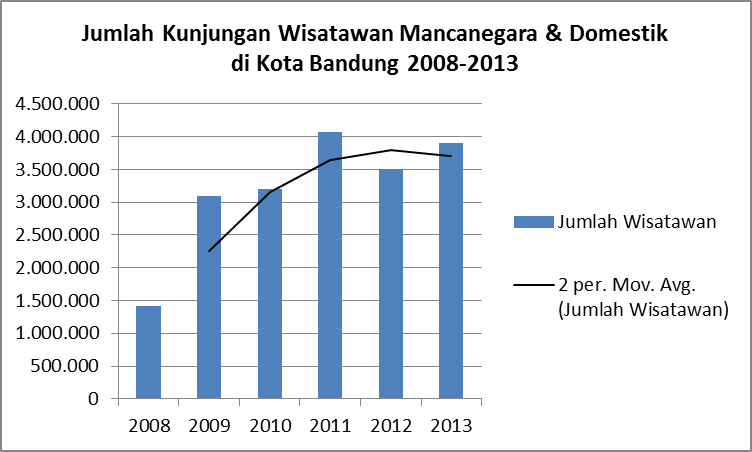 Jumlah Kunjungan Wisatawan Mancanegara & Domestik
di Kota Bandung 2008-2013
4.500.000
4.000.000
3.500.000
3.000.000
2.500.000
2.000.000
1.500.000
1.000.000
500.000
0
2008 2009 2010 2011 2012 2013
Jumlah Wisatawan
2 per. Mov. Avg.
(Jumlah Wisatawan)